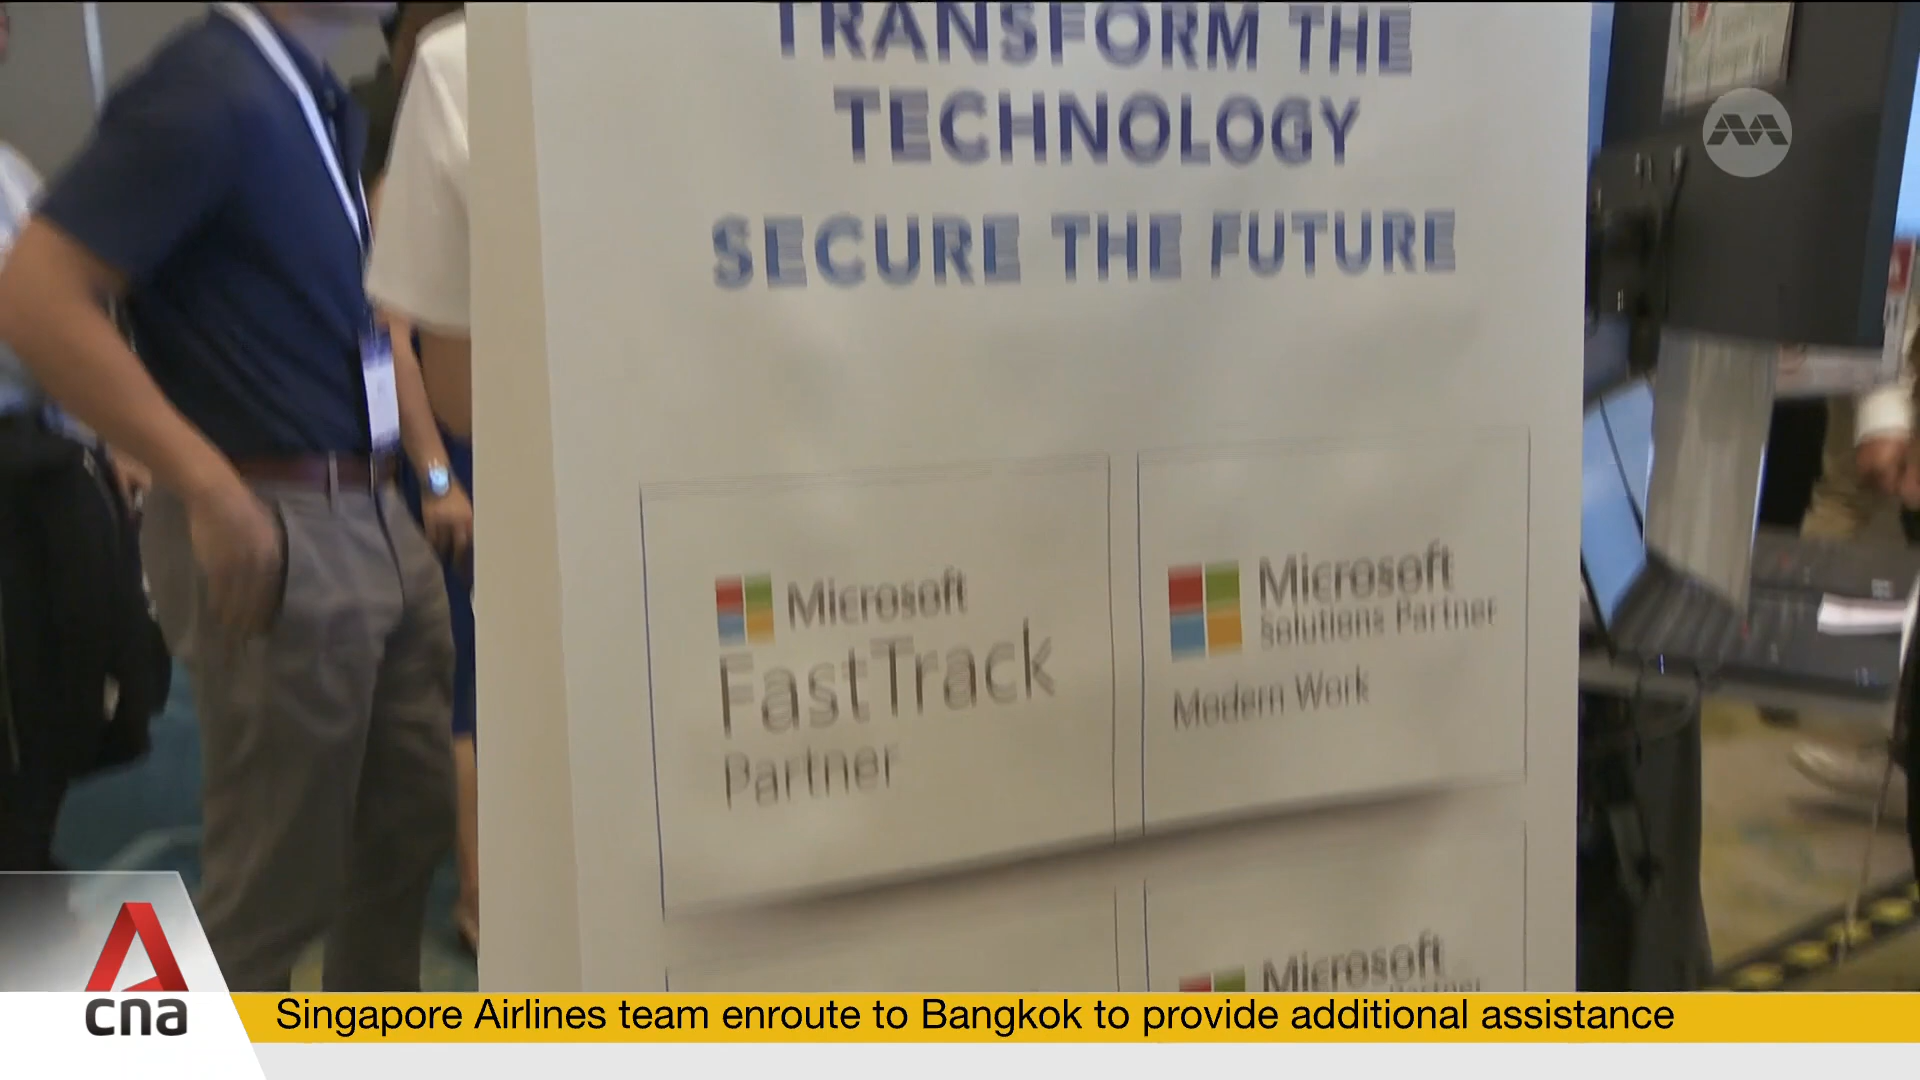 TRANSFORM THE
TECHNOLOGY
SECURE THE FUTURE
Microsoft
FastTrack
Partner
Microsoft
Solutions Partner
Modern Work
Microsoft
cna
Singapore Airlines team enroute to Bangkok to provide additional assistance